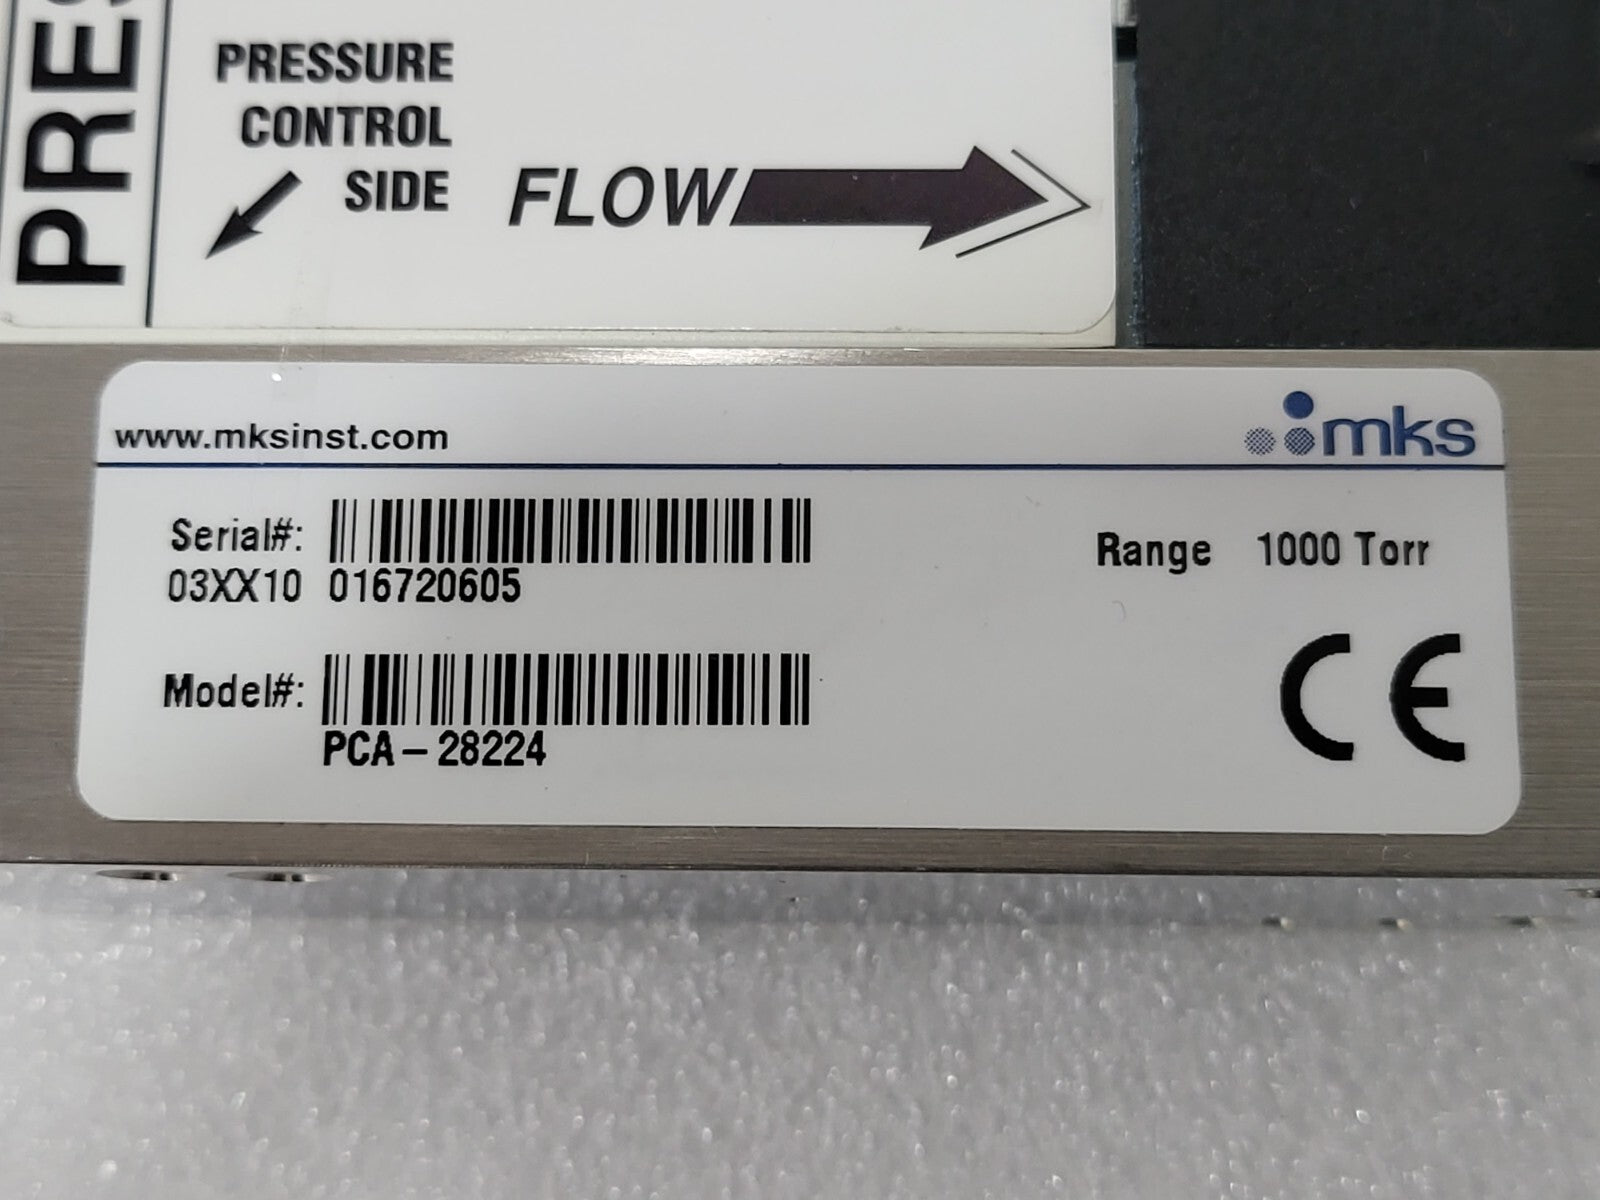 PRES
PRESSURE
CONTROL
SIDE
FLOW
www.mksinst.com
mks
Serial#:
03XX10 016720605
Range 1000 Torr
Model#:
PCA-28224
CE